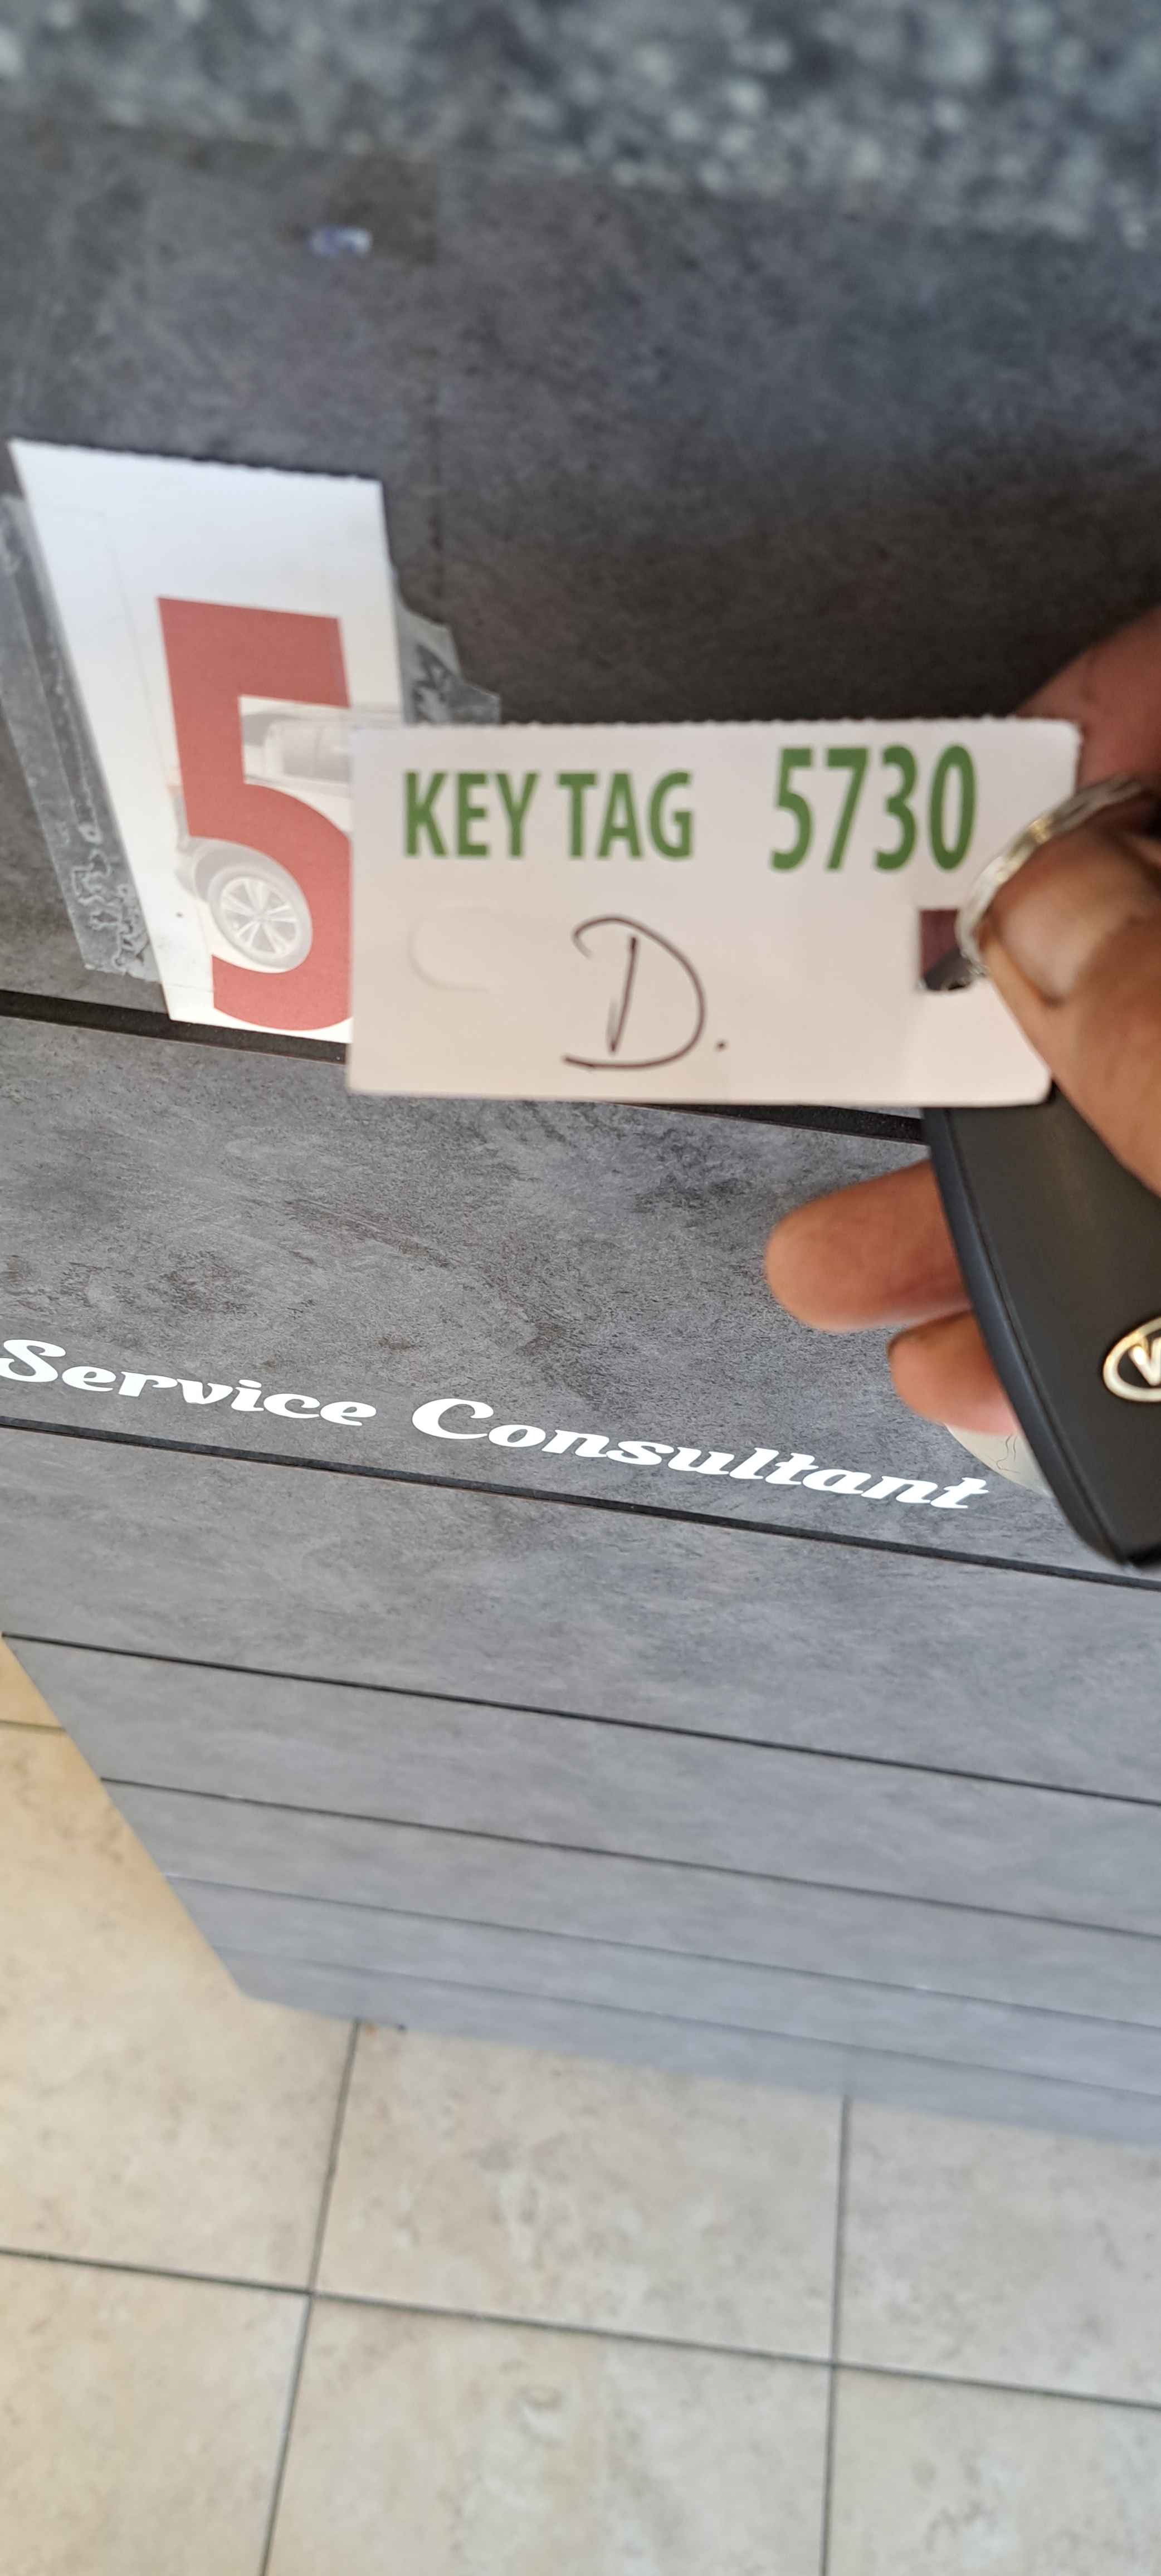 5
KEY TAG 5730
D.
Service Consultant